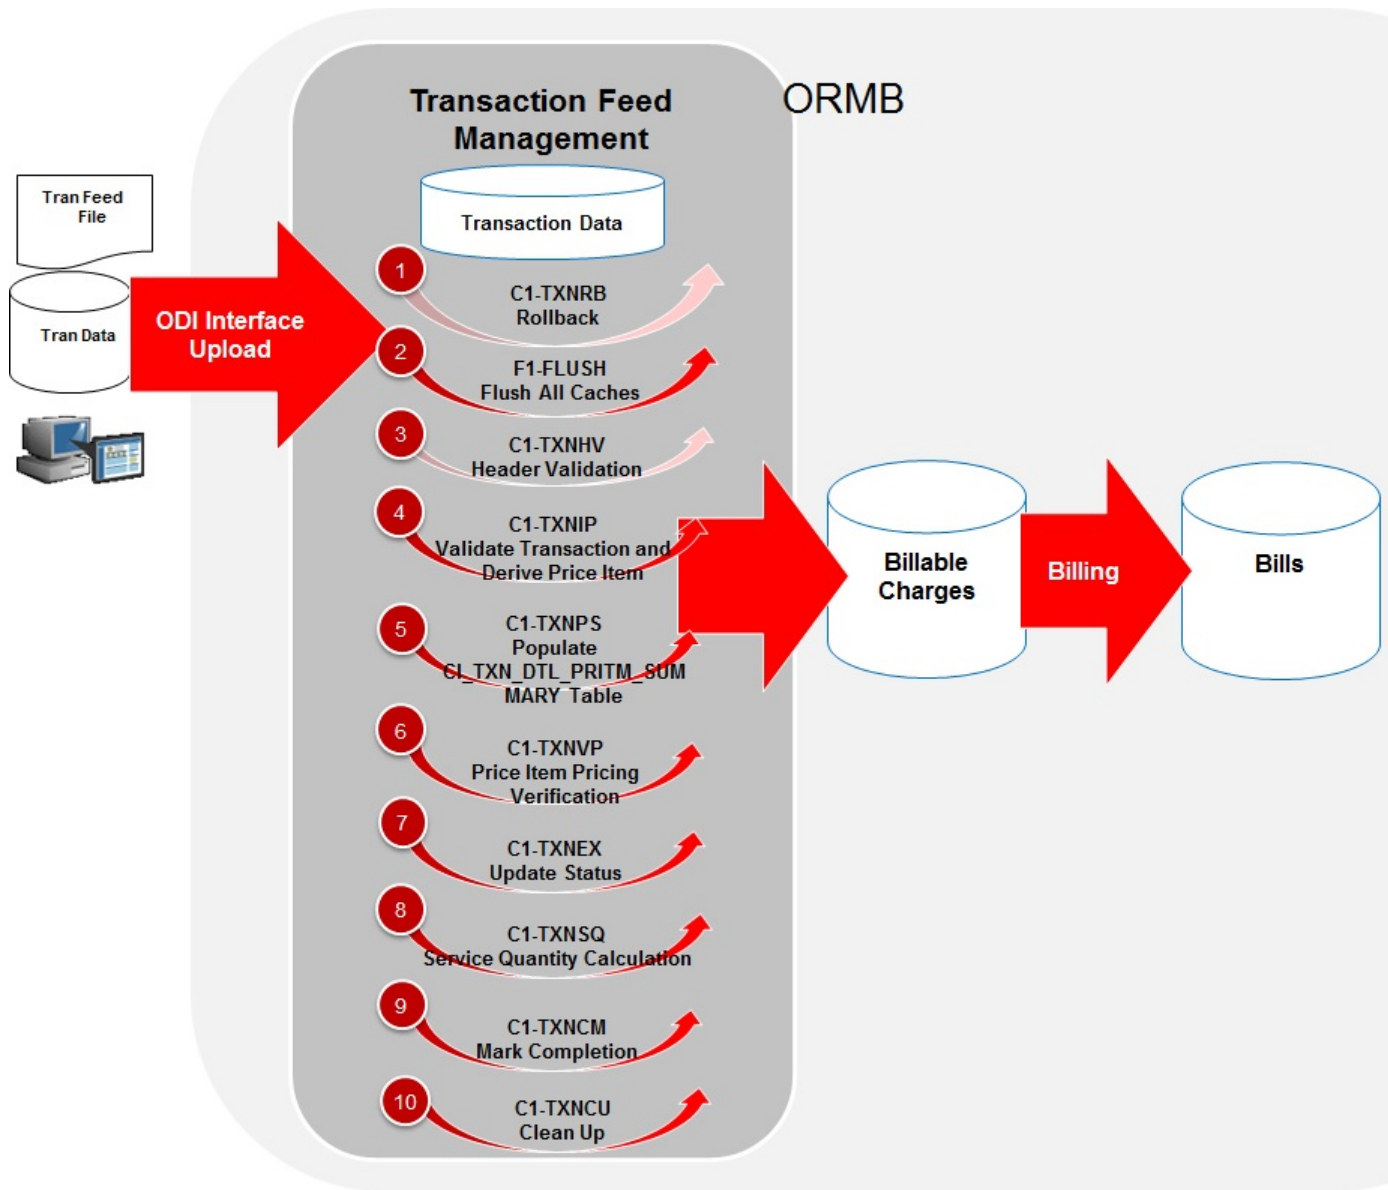 Transaction Feed
Management
ORMB
Tran Feed
File
Transaction Data
Tran Data
ODI Interface
Upload
1
C1-TXNRB
Rollback
2
F1-FLUSH
Flush All Caches
3
C1-TXNHV
Header Validation
4
C1-TXNIP
Validate Transaction and
Derive Price Item
5
C1-TXNPS
Populate
CI_TXN_DTL_PRITM_SUM
MARY Table
6
C1-TXNVP
Price Item Pricing
Verification
7
C1-TXNEX
Update Status
8
C1-TXNSQ
Service Quantity Calculation
9
C1-TXNCM
Mark Completion
10
C1-TXNCU
Clean Up
Billable
Charges
Billing
Bills